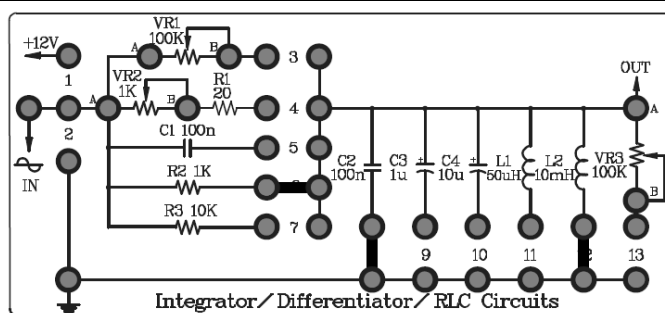 VR1
100K
A
B
3
+12V
1
VR2
1K
A
B
R1
20
4
OUT
A
2
C1 100n
5
IN
R2 1K
R3 10K
7
C2
100n
C3
1u
+
C4
10u
+
L1
50uH
L2
10mH
VR3
100K
B
9
10
11
13
Integrator/Differentiator/RLC Circuits